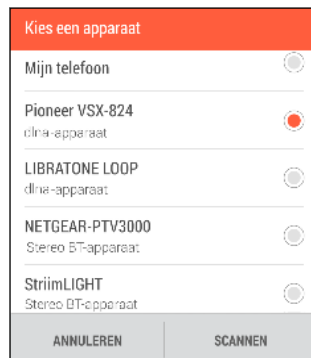 Kies een apparaat
Mijn telefoon
Pioneer VSX-824
dlna-apparaat
LIBRATONE LOOP
dlna-apparaat
NETGEAR-PTV3000
Stereo BT-apparaat
StriimLIGHT
Stereo BT-apparaat
ANNULEREN
SCANNEN